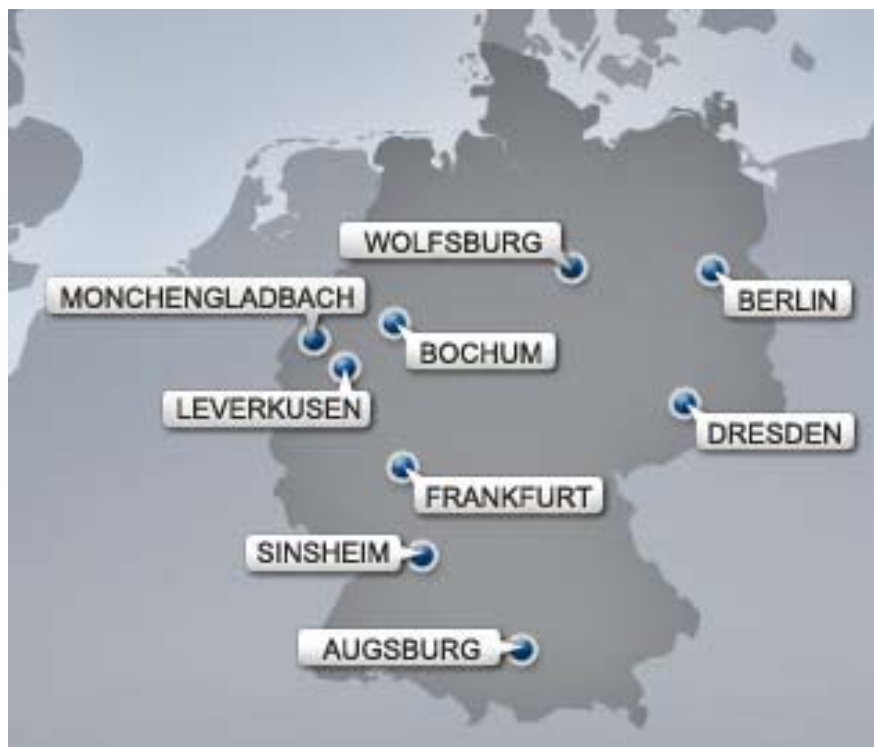 WOLFSBURG
BERLIN
MONCHENGLADBACH
BOCHUM
LEVERKUSEN
DRESDEN
FRANKFURT
SINSHEIM
AUGSBURG